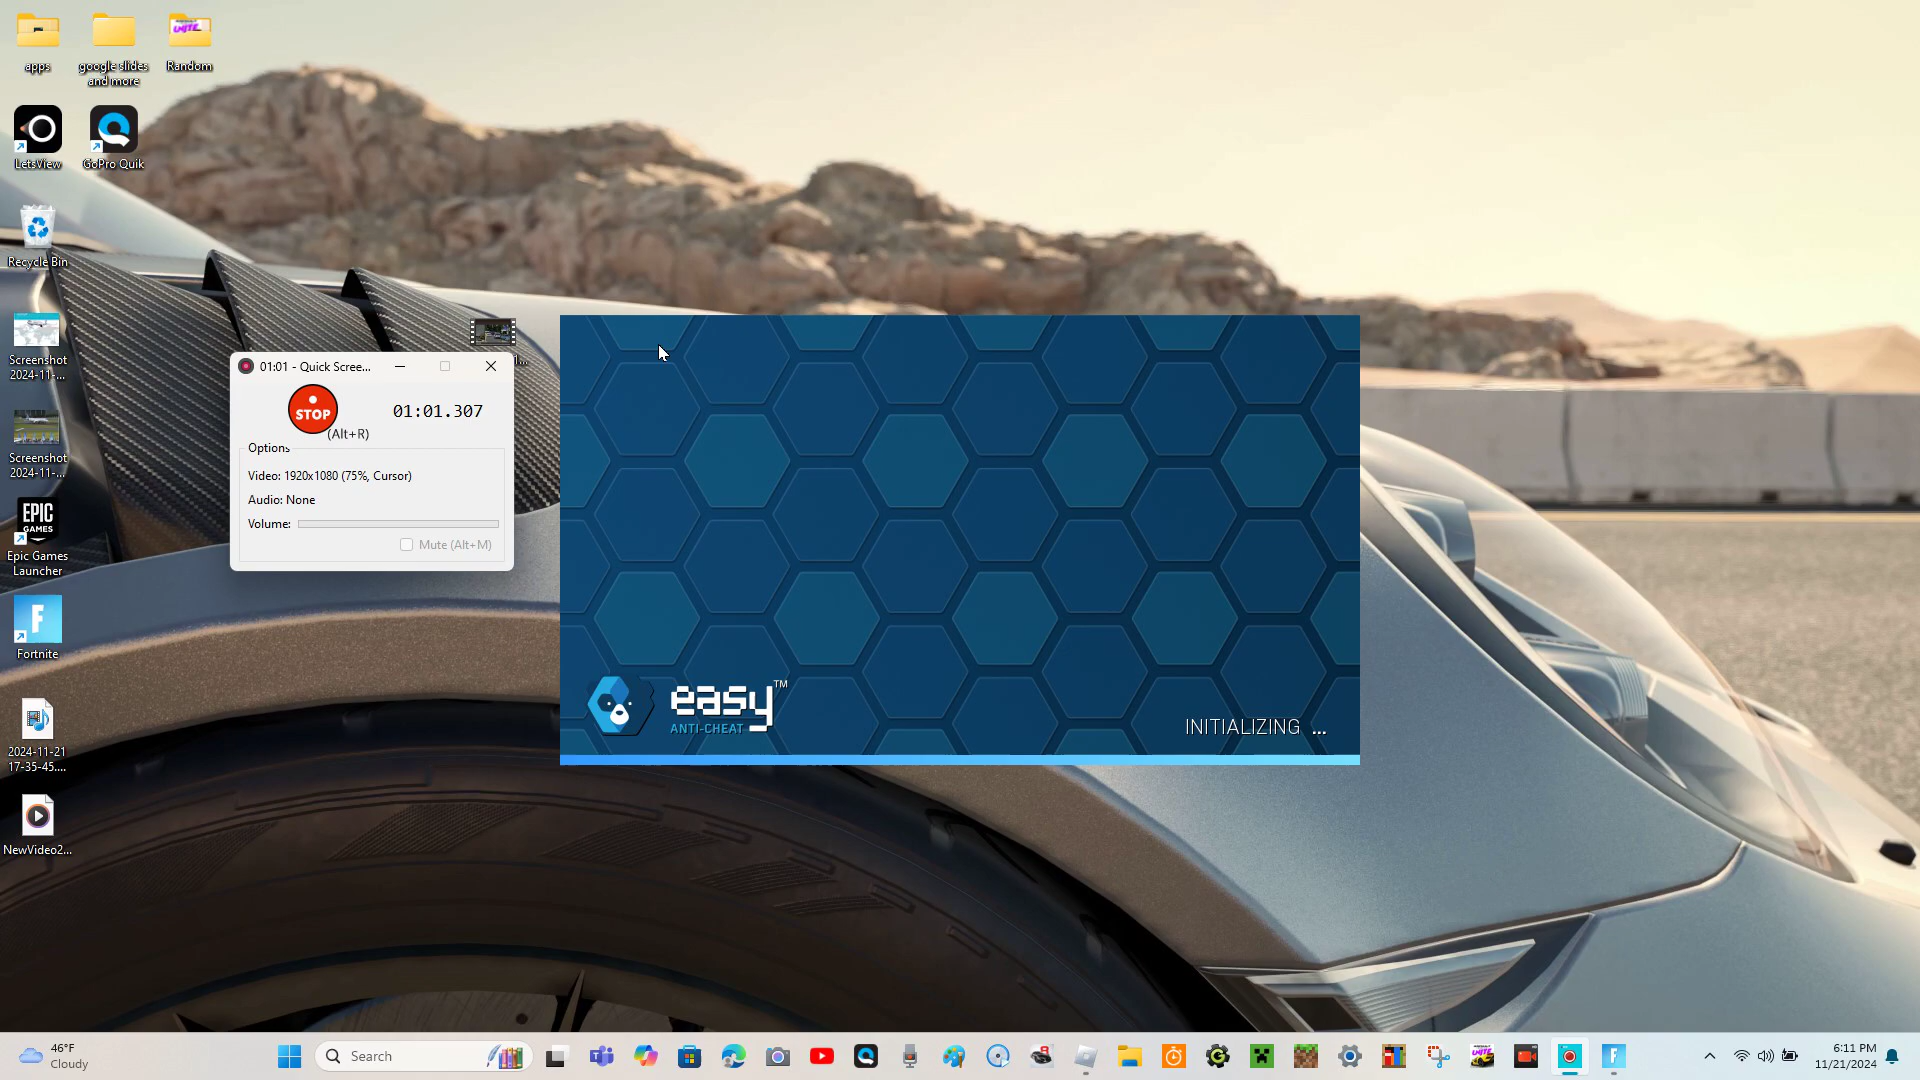 apps
google slides
and more
Random
LetsView
GoPro Quik
Recycle Bin
Screenshot
2024-11-...
Screenshot
2024-11-...
EPIC
GAMES
Epic Games
Launcher
F
Fortnite
2024-11-21
17-35-45....
NewVideo2...
01:01 - Quick Scree...
STOP
01:01.307
(Alt+R)
Options
Video: 1920x1080 (75%, Cursor)
Audio: None
Volume:
Mute (Alt+M)
easy™
ANTI-CHEAT
INITIALIZING ...
46°F
Cloudy
Search
6:11 PM
11/21/2024